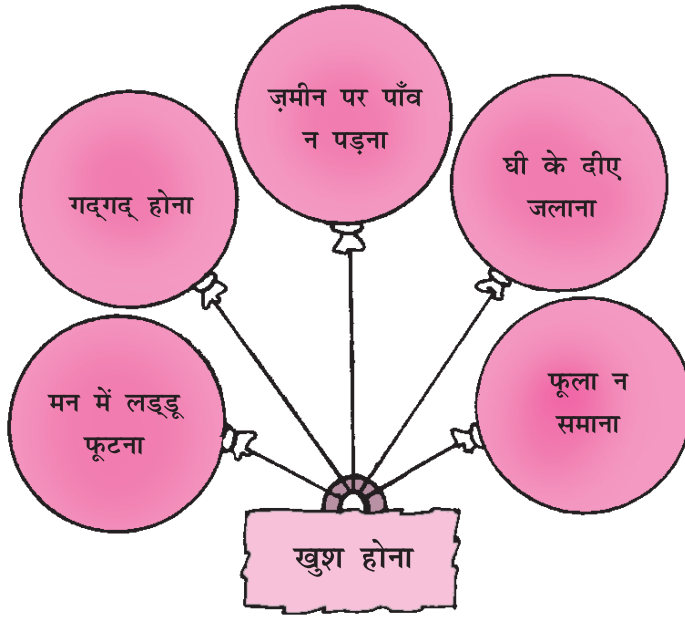 ज़मीन पर पाँव
न पड़ना
गद्‌गद् होना
घी के दीए
जलाना
मन में लड्‌डू
फूटना
फूला न
समाना
खुश होना